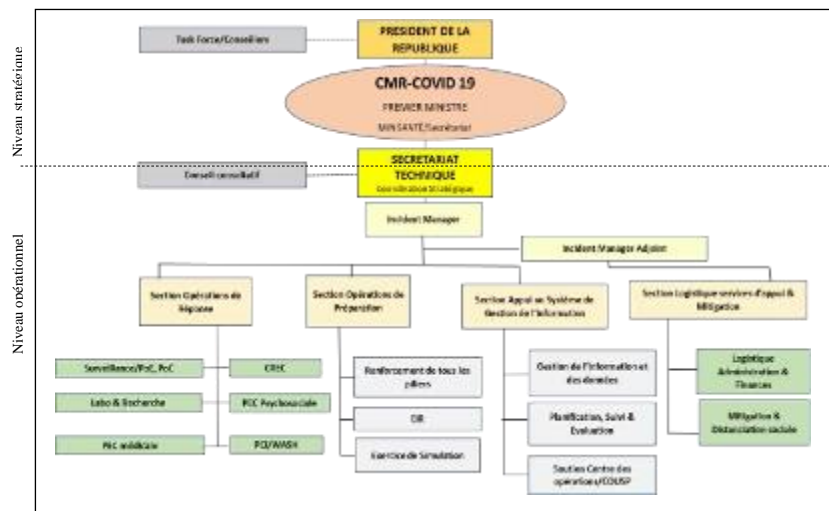 Niveau stratégique
Task Force/Conseillers
PRESIDENT DE LA
REPUBLIQUE
CMR-COVID 19
PREMIER MINISTRE
MINSANTE/Secrétariat
Niveau opérationnel
Conseil consultatif
SECRETARIAT
TECHNIQUE
Coordination Stratégique
Incident Manager
Incident Manager Adjoint
Section Opérations de
Réponse
Section Opérations de
Préparation
Section Appui au Système de
Gestion de l'Information
Section Logistique services d'appui &
Mitigation
Surveillance/PoE, PoC
CREC
Labo & Recherche
PEC Psychosociale
PEC médicale
PCI/WASH
Renforcement de tous les
piliers
Exercice de Simulation
Gestion de l'information et
des données
Planification, Suivi &
Evaluation
Soutien Centre des
opérations/COUSP
Logistique
Administration &
Finances
Mitigation &
Distanciation sociale